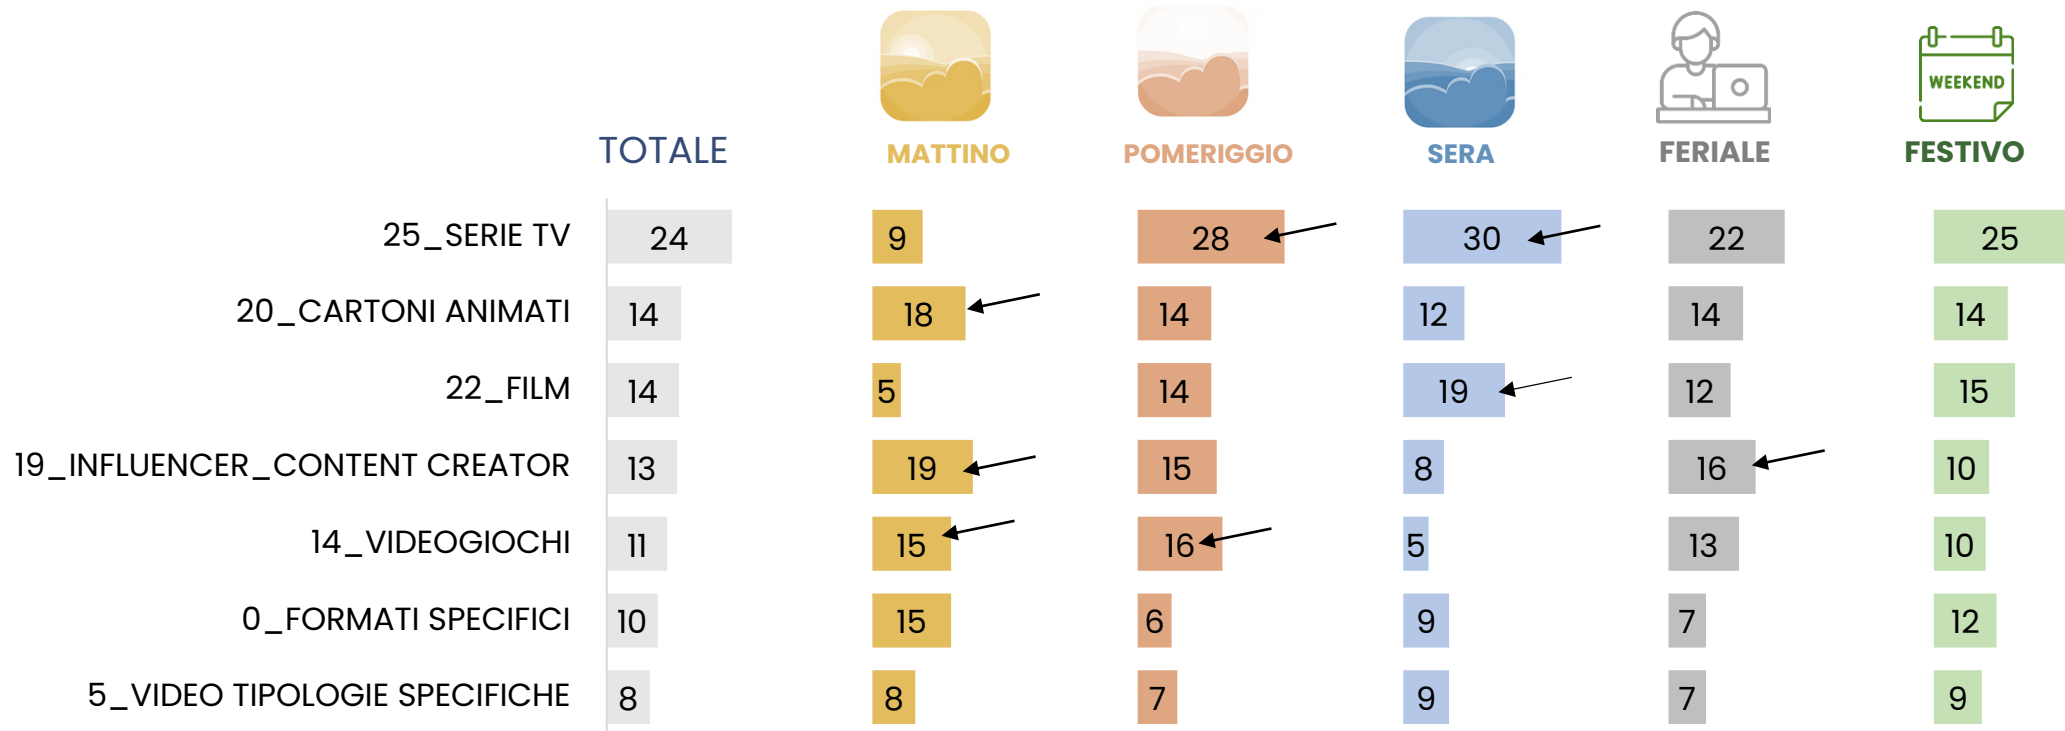 WEEKEND
TOTALE MATTINO POMERIGGIO SERA FERIALE FESTIVO
25_SERIE TV 24 9 28 30 22 25
20_CARTONI ANIMATI 14 18 14 12 14 14
22_FILM 14 5 14 19 12 15
19_INFLUENCER_CONTENT CREATOR 13 19 15 8 16 10
14_VIDEOGIOCHI 11 15 16 5 13 10
0_FORMATI SPECIFICI 10 15 6 9 7 12
5_VIDEO TIPOLOGIE SPECIFICHE 8 8 7 9 7 9